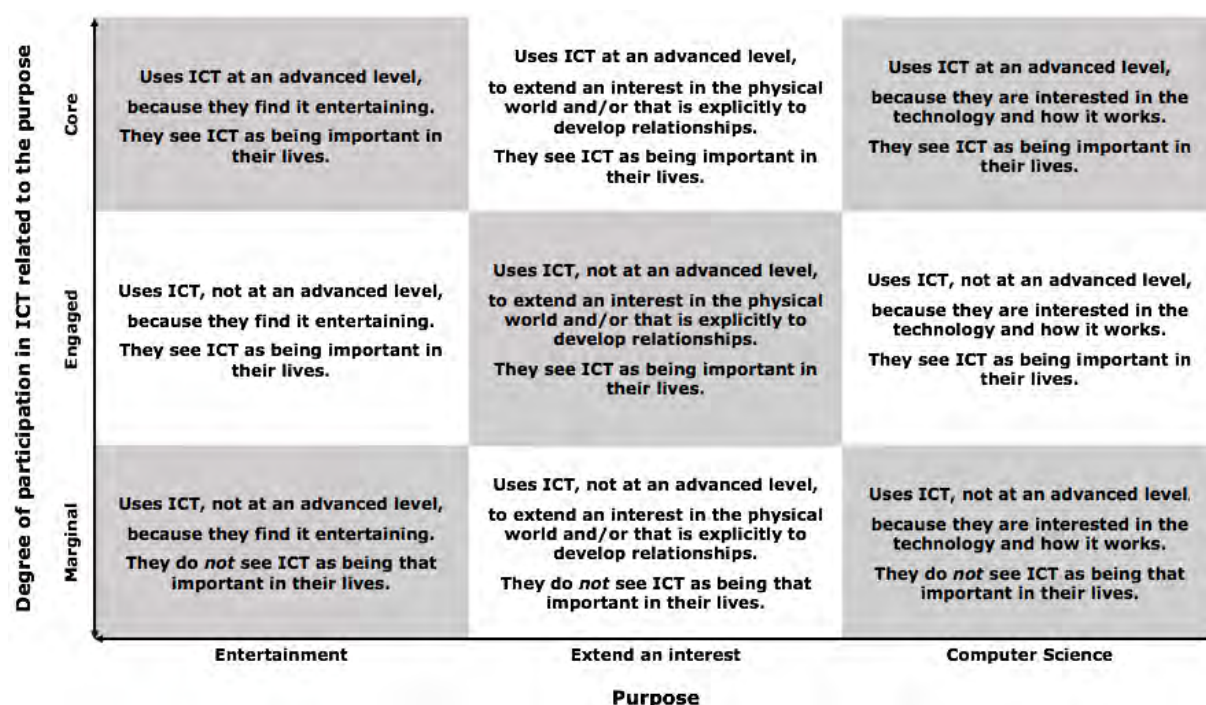 Degree of participation in ICT related to the purpose
Core
Uses ICT at an advanced level,
because they find it entertaining.
They see ICT as being important in
their lives.
Uses ICT at an advanced level,
to extend an interest in the physical
world and/or that is explicitly to
develop relationships.
They see ICT as being important in
their lives.
Uses ICT at an advanced level,
because they are interested in the
technology and how it works.
They see ICT as being important in
their lives.
Engaged
Uses ICT, not at an advanced level,
because they find it entertaining.
They see ICT as being important in
their lives.
Uses ICT, not at an advanced level,
to extend an interest in the physical
world and/or that is explicitly to
develop relationships.
They see ICT as being important in
their lives.
Uses ICT, not at an advanced level,
because they are interested in the
technology and how it works.
They see ICT as being important in
their lives.
Marginal
Uses ICT, not at an advanced level,
because they find it entertaining.
They do not see ICT as being that
important in their lives.
Uses ICT, not at an advanced level,
to extend an interest in the physical
world and/or that is explicitly to
develop relationships.
They do not see ICT as being that
important in their lives.
Uses ICT, not at an advanced level.
because they are interested in the
technology and how it works.
They do not see ICT as being that
important in their lives.
Entertainment
Extend an interest
Computer Science
Purpose